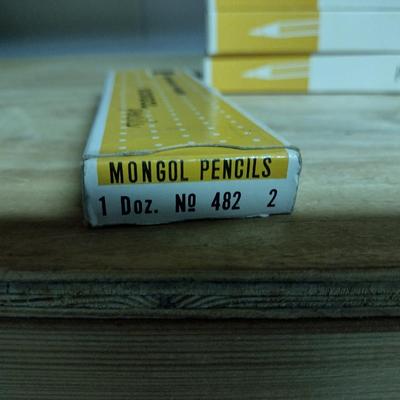 MONGOL PENCILS
1 Doz. No 482 2